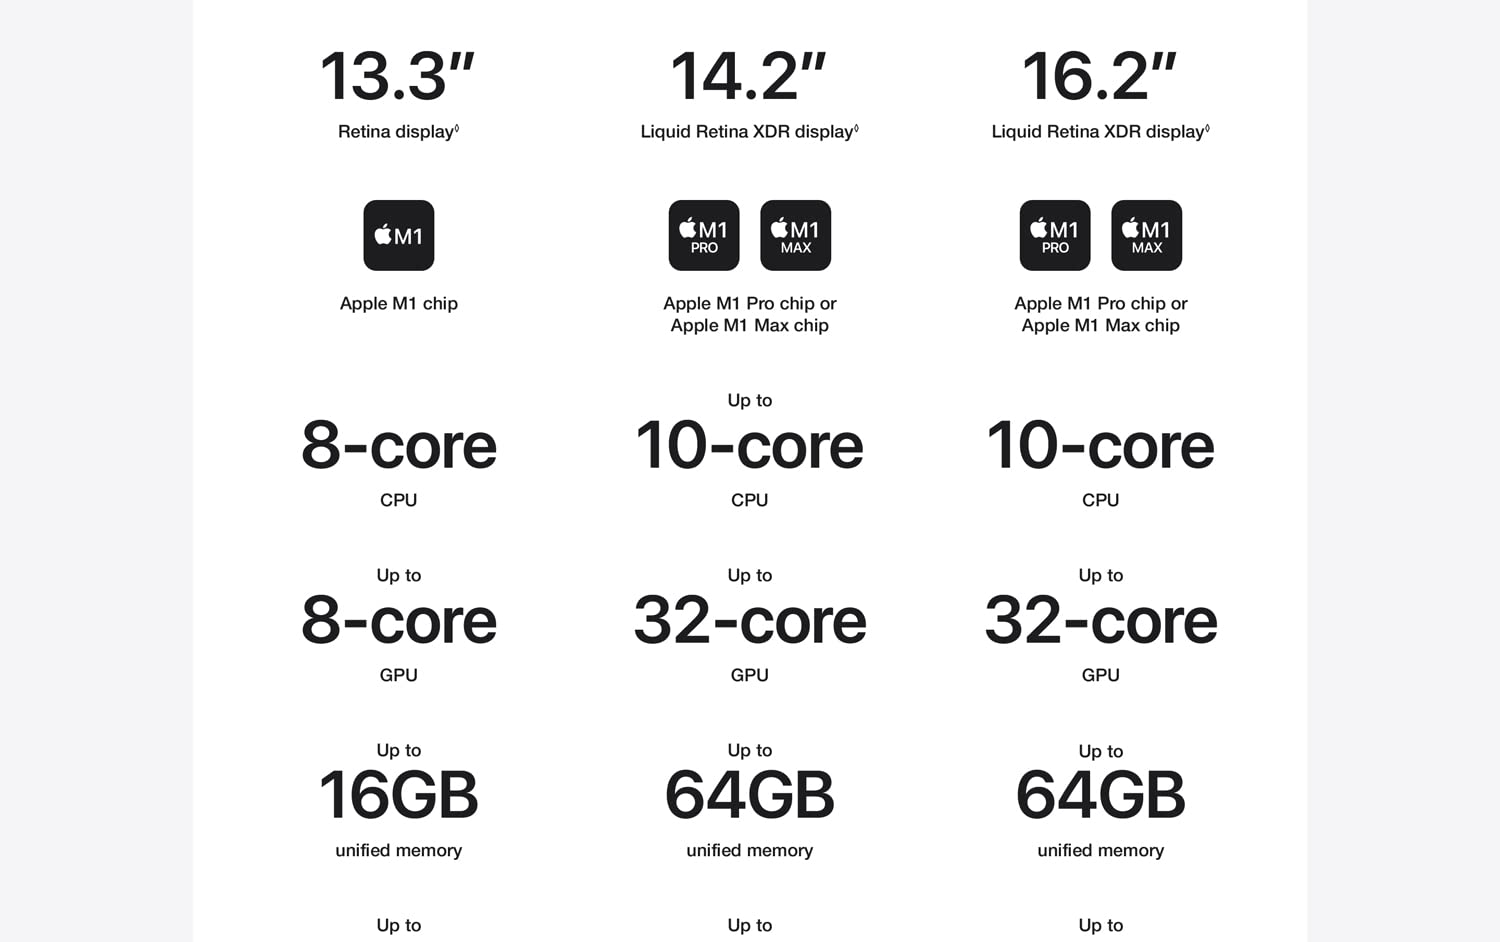 13.3″ 14.2″ 16.2″
Retina display◊ Liquid Retina XDR display◊ Liquid Retina XDR display◊
M1 M1 PRO M1 MAX M1 PRO M1 MAX
Apple M1 chip Apple M1 Pro chip or Apple M1 Pro chip or
Apple M1 Max chip Apple M1 Max chip
Up to
8-core 10-core 10-core
CPU CPU CPU
Up to Up to Up to
8-core 32-core 32-core
GPU GPU GPU
Up to Up to Up to
16GB 64GB 64GB
unified memory unified memory unified memory
Up to Up to Up to